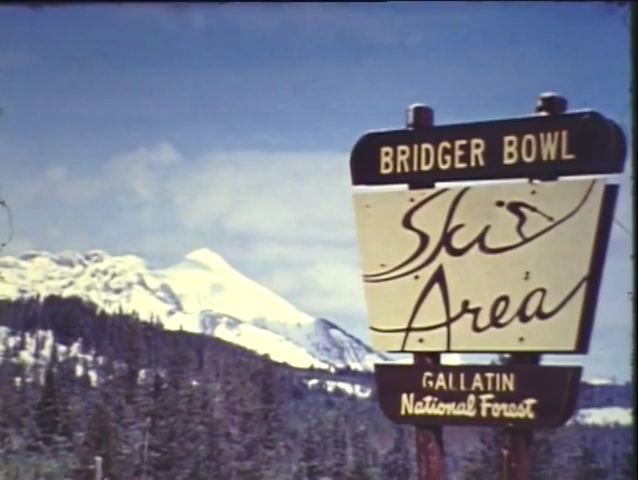 BRIDGER BOWL
Ski
Area
GALLATIN
National Forest